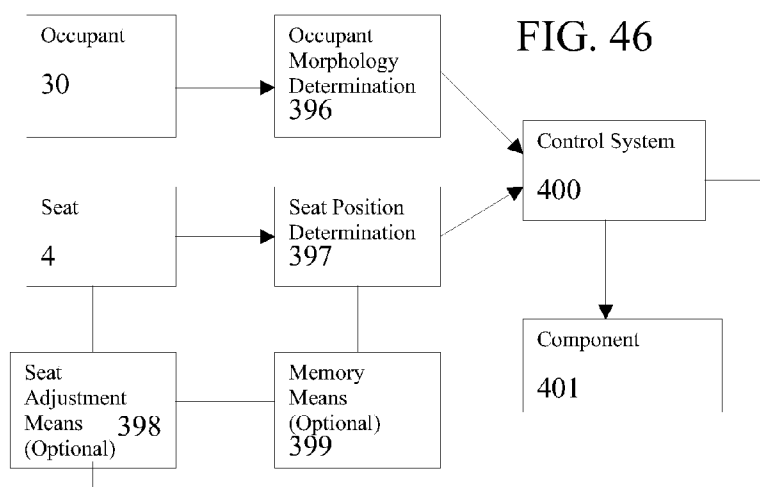 FIG. 46
Occupant
30
Occupant
Morphology
Determination
396
Control System
400
Seat
4
Seat Position
Determination
397
Component
401
Seat
Adjustment
Means
(Optional) 398
Memory
Means
(Optional)
399